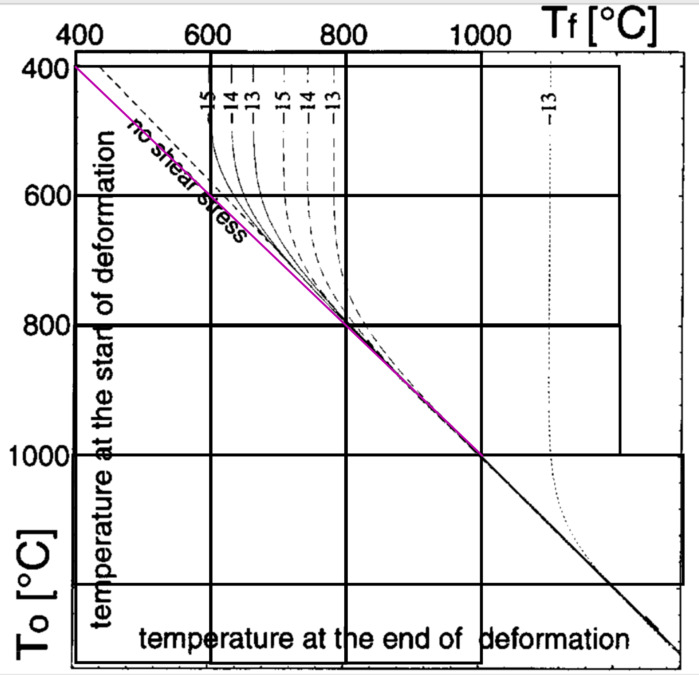 Tf [°C]
400 600 800 1000
400
600
800
1000
-15 -14 -13 -15 -14 -13 -13
no shear stress
temperature at the start of deformation
To [°C]
temperature at the end of deformation